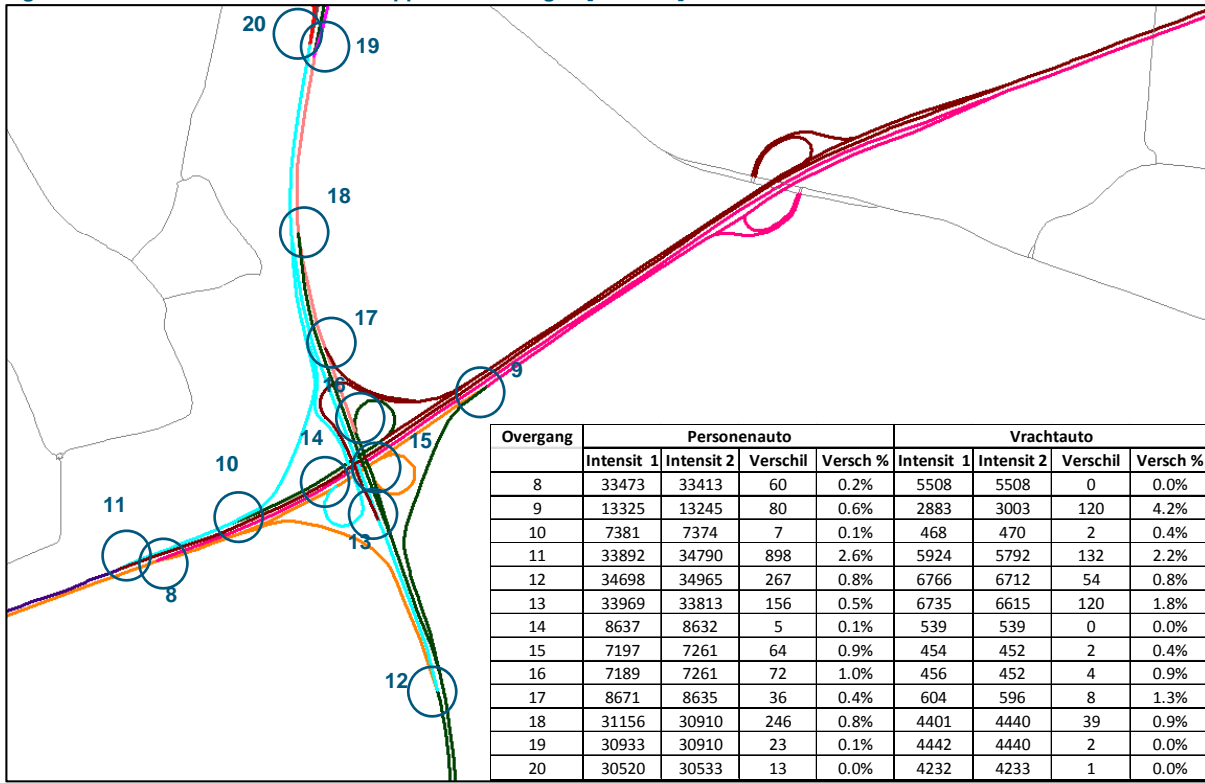 20
19
18
17
16
9
14
15
10
11
13
8
12
Overgang Personenauto Vrachtauto
Intensit 1 Intensit 2 Verschil Versch % Intensit 1 Intensit 2 Verschil Versch %
8 33473 33413 60 0.2% 5508 5508 0 0.0%
9 13325 13245 80 0.6% 2883 3003 120 4.2%
10 7381 7374 7 0.1% 468 470 2 0.4%
11 33892 34790 898 2.6% 5924 5792 132 2.2%
12 34698 34965 267 0.8% 6766 6712 54 0.8%
13 33969 33813 156 0.5% 6735 6615 120 1.8%
14 8637 8632 5 0.1% 539 539 0 0.0%
15 7197 7261 64 0.9% 454 452 2 0.4%
16 7189 7261 72 1.0% 456 452 4 0.9%
17 8671 8635 36 0.4% 604 596 8 1.3%
18 31156 30910 246 0.8% 4401 4440 39 0.9%
19 30933 30910 23 0.1% 4442 4440 2 0.0%
20 30520 30533 13 0.0% 4232 4233 1 0.0%